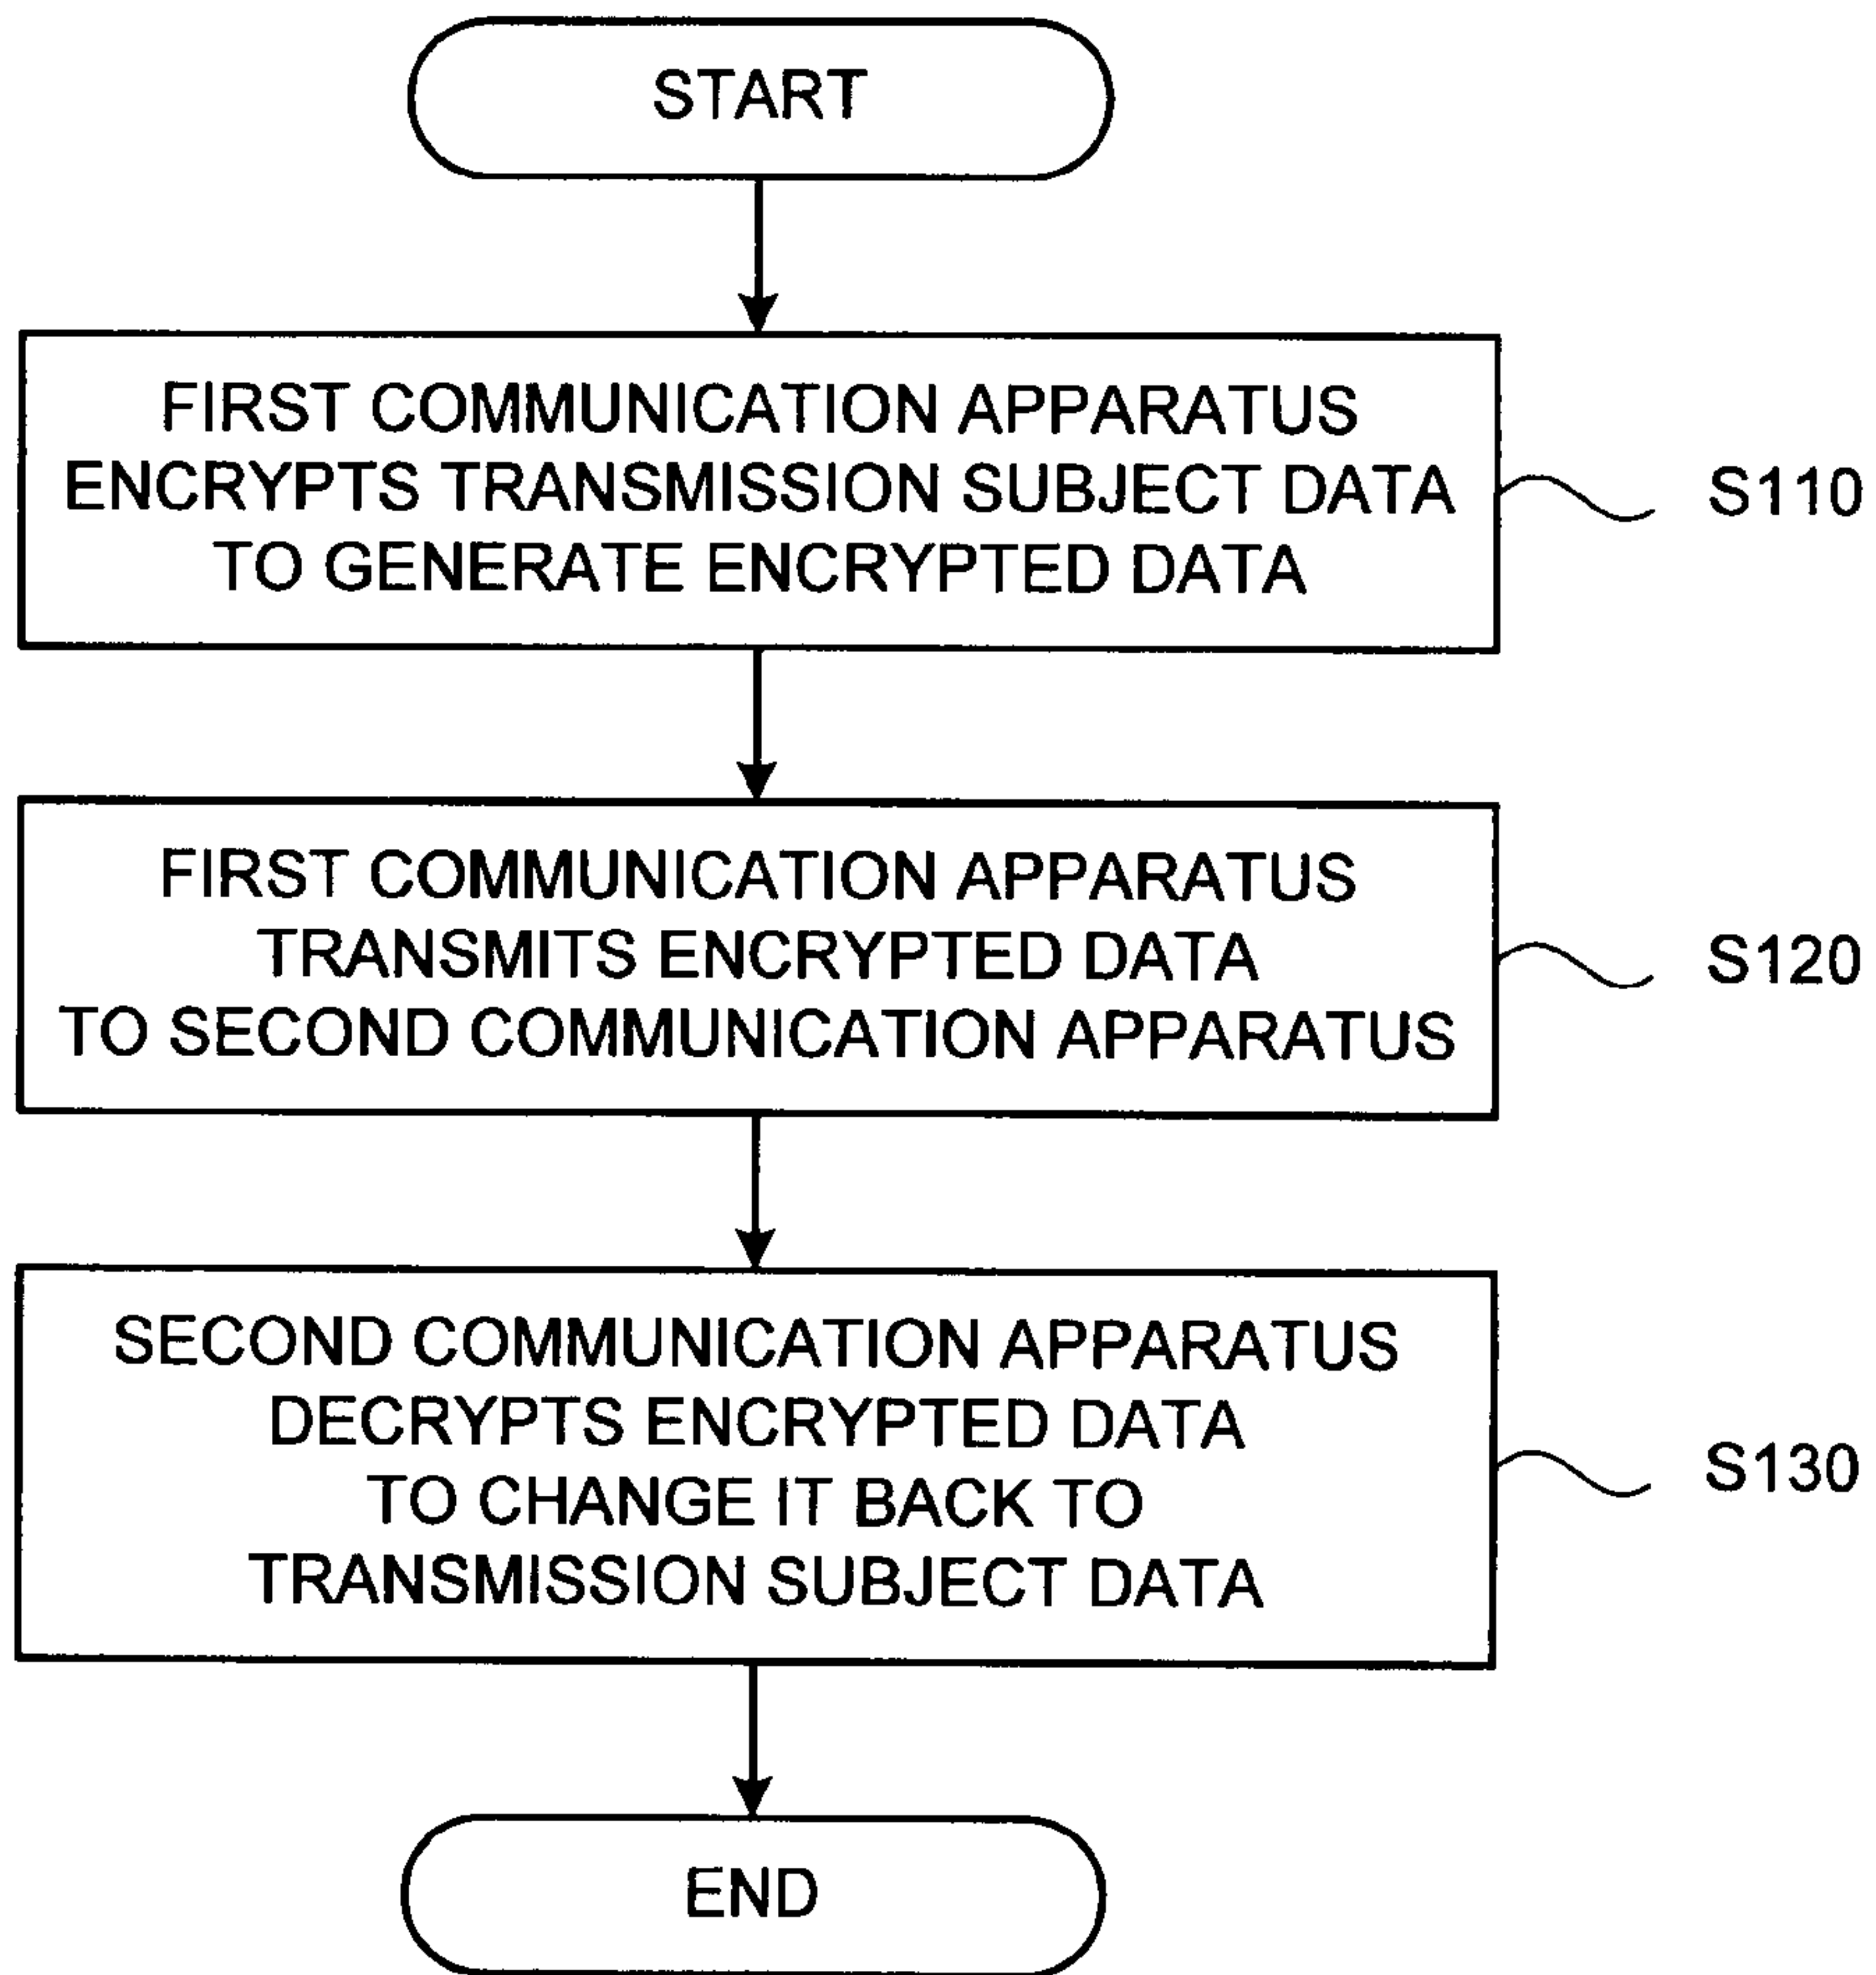 START
FIRST COMMUNICATION APPARATUS
ENCRYPTS TRANSMISSION SUBJECT DATA
TO GENERATE ENCRYPTED DATA
S110
FIRST COMMUNICATION APPARATUS
TRANSMITS ENCRYPTED DATA
TO SECOND COMMUNICATION APPARATUS
S120
SECOND COMMUNICATION APPARATUS
DECRYPTS ENCRYPTED DATA
TO CHANGE IT BACK TO
TRANSMISSION SUBJECT DATA
S130
END